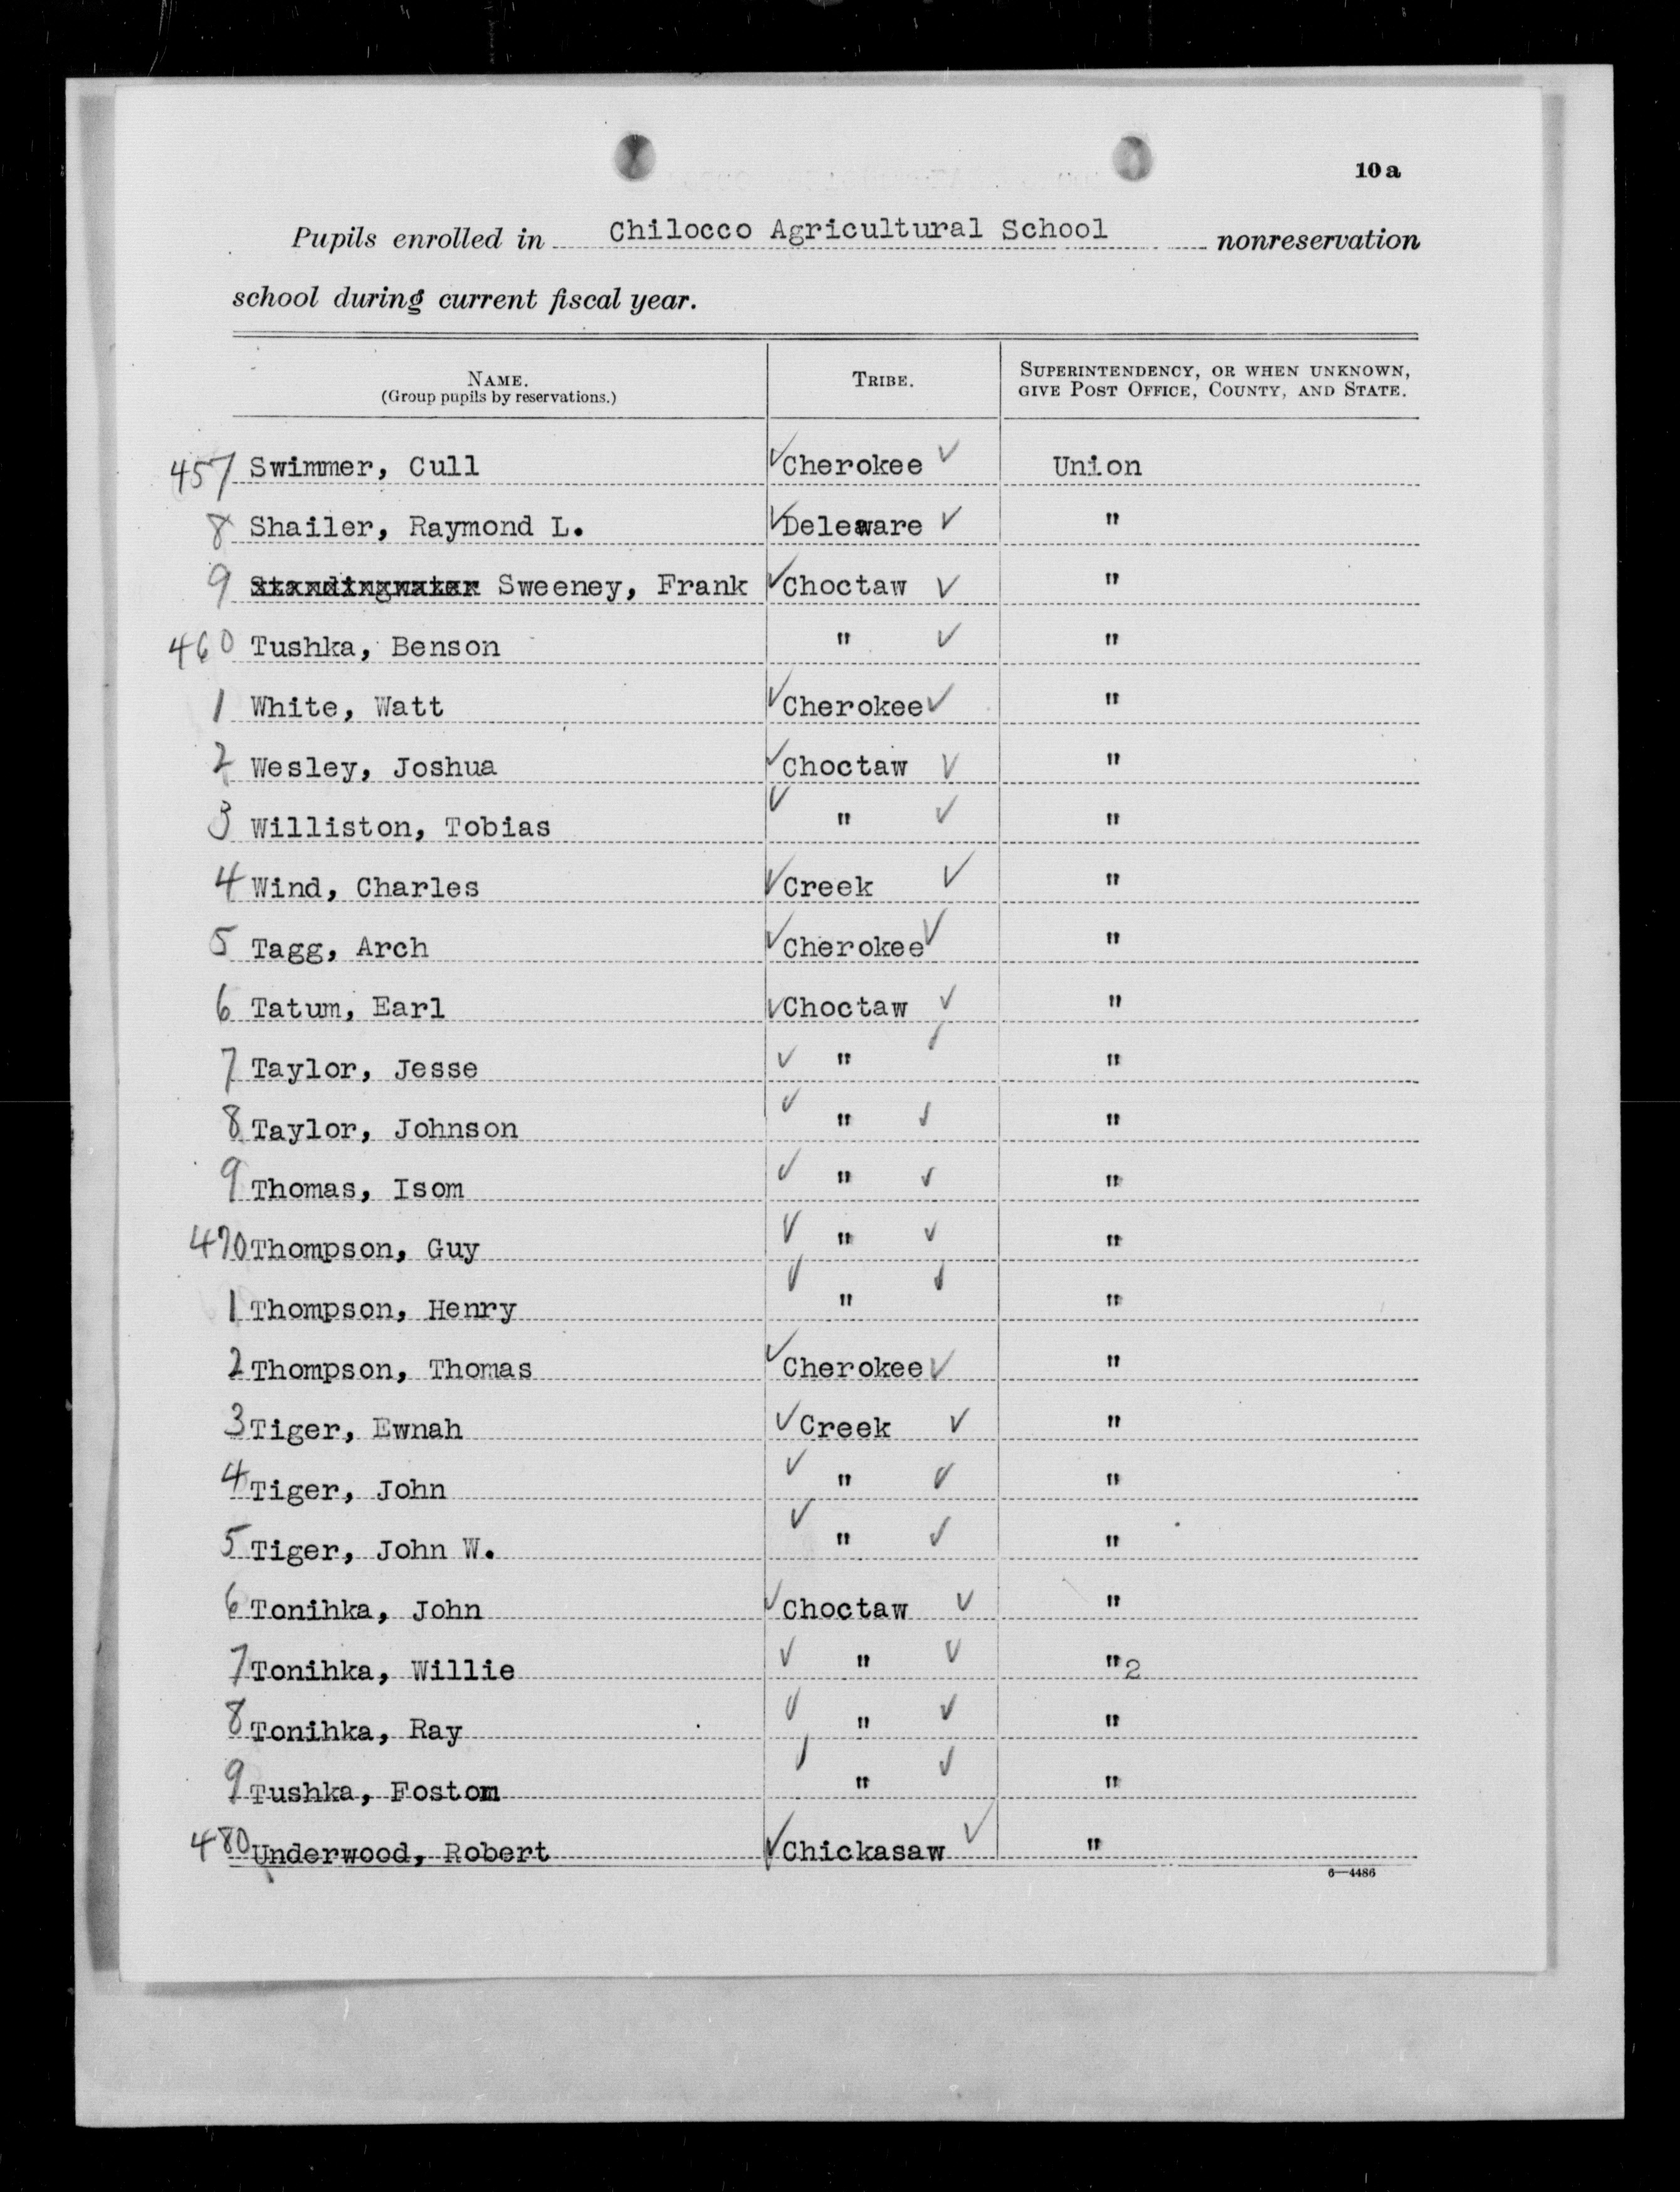 10a
Pupils enrolled in Chilocco Agricultural School nonreservation
school during current fiscal year.
NAME. TRIBE. SUPERINTENDENCY, OR WHEN UNKNOWN,
(Group pupils by reservations.) GIVE POST OFFICE, COUNTY, AND STATE.
457 Swimmer, Cull ✓Cherokee ✓ Union
8 Shailer, Raymond L. ✓Deleware ✓ "
9 Standingwater Sweeney, Frank ✓Choctaw ✓ "
460 Tushka, Benson " ✓ "
1 White, Watt ✓Cherokee ✓ "
2 Wesley, Joshua ✓Choctaw ✓ "
3 Williston, Tobias ✓ " ✓ "
4 Wind, Charles ✓Creek ✓ "
5 Tagg, Arch ✓Cherokee ✓ "
6 Tatum, Earl ✓Choctaw ✓ "
7 Taylor, Jesse ✓ " ✓ "
8 Taylor, Johnson ✓ " ✓ "
9 Thomas, Isom ✓ " ✓ "
470 Thompson, Guy ✓ " ✓ "
1 Thompson, Henry ✓ " ✓ "
2 Thompson, Thomas ✓Cherokee ✓ "
3 Tiger, Ewnah ✓Creek ✓ "
4 Tiger, John ✓ " ✓ "
5 Tiger, John W. ✓ " ✓ "
6 Tonihka, John ✓Choctaw ✓ "
7 Tonihka, Willie ✓ " ✓ "2
8 Tonihka, Ray ✓ " ✓ "
9 Tushka, Fostom ✓ " ✓ "
480 Underwood, Robert ✓Chickasaw ✓ "
6—4486